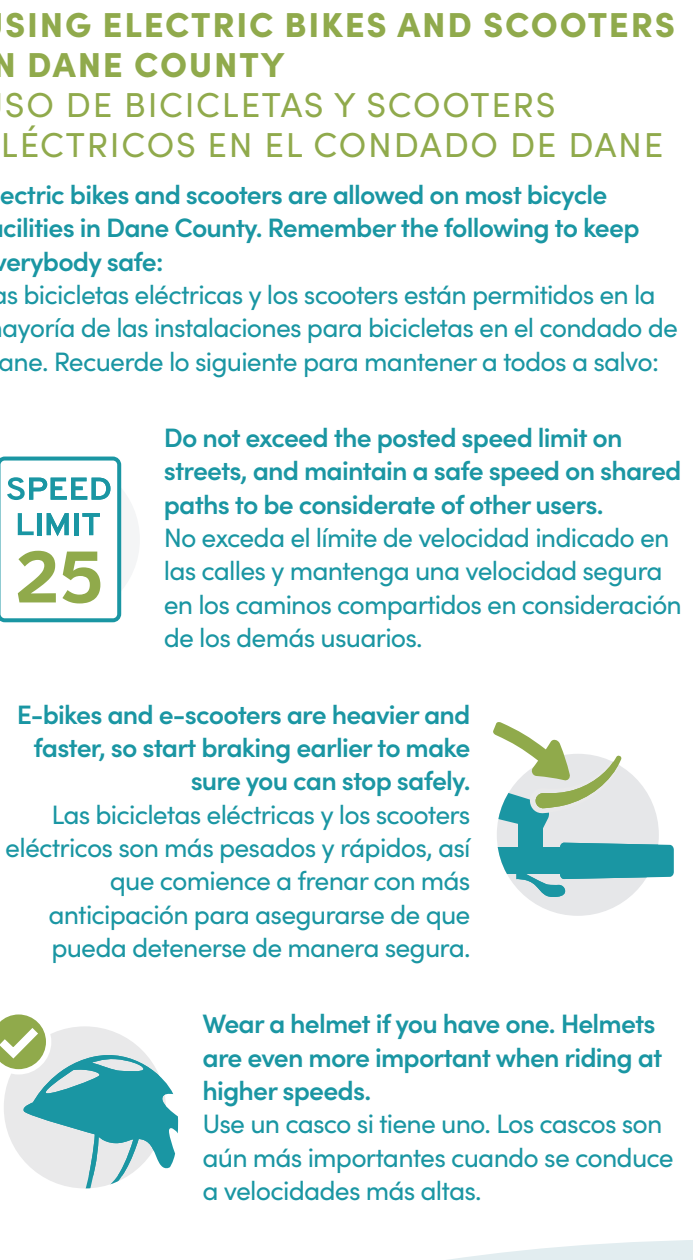 USING ELECTRIC BIKES AND SCOOTERS
IN DANE COUNTY
USO DE BICICLETAS Y SCOOTERS
ELÉCTRICOS EN EL CONDADO DE DANE
Electric bikes and scooters are allowed on most bicycle
facilities in Dane County. Remember the following to keep
everybody safe:
Las bicicletas eléctricas y los scooters están permitidos en la
mayoría de las instalaciones para bicicletas en el condado de
Dane. Recuerde lo siguiente para mantener a todos a salvo:
SPEED
LIMIT
25
Do not exceed the posted speed limit on
streets, and maintain a safe speed on shared
paths to be considerate of other users.
No exceda el límite de velocidad indicado en
las calles y mantenga una velocidad segura
en los caminos compartidos en consideración
de los demás usuarios.
E-bikes and e-scooters are heavier and
faster, so start braking earlier to make
sure you can stop safely.
Las bicicletas eléctricas y los scooters
eléctricos son más pesados y rápidos, así
que comience a frenar con más
anticipación para asegurarse de que
pueda detenerse de manera segura.
Wear a helmet if you have one. Helmets
are even more important when riding at
higher speeds.
Use un casco si tiene uno. Los cascos son
aún más importantes cuando se conduce
a velocidades más altas.